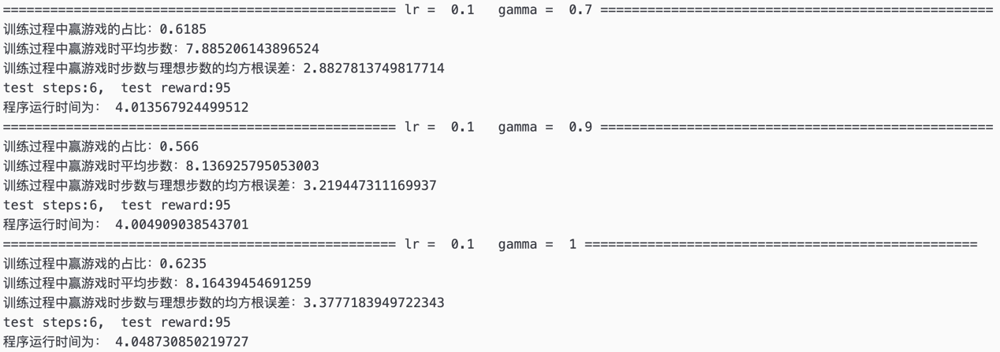 ================================================== lr =  0.1   gamma =  0.7 ==================================================
训练过程中赢游戏的占比：0.6185
训练过程中赢游戏时平均步数：7.885206143896524
训练过程中赢游戏时步数与理想步数的均方根误差：2.8827813749817714
test steps:6,  test reward:95
程序运行时间为： 4.013567924499512
================================================== lr =  0.1   gamma =  0.9 ==================================================
训练过程中赢游戏的占比：0.566
训练过程中赢游戏时平均步数：8.136925795053003
训练过程中赢游戏时步数与理想步数的均方根误差：3.219447311169937
test steps:6,  test reward:95
程序运行时间为： 4.004909038543701
================================================== lr =  0.1   gamma =  1 ==================================================
训练过程中赢游戏的占比：0.6235
训练过程中赢游戏时平均步数：8.16439454691259
训练过程中赢游戏时步数与理想步数的均方根误差：3.3777183949722343
test steps:6,  test reward:95
程序运行时间为： 4.048730850219727